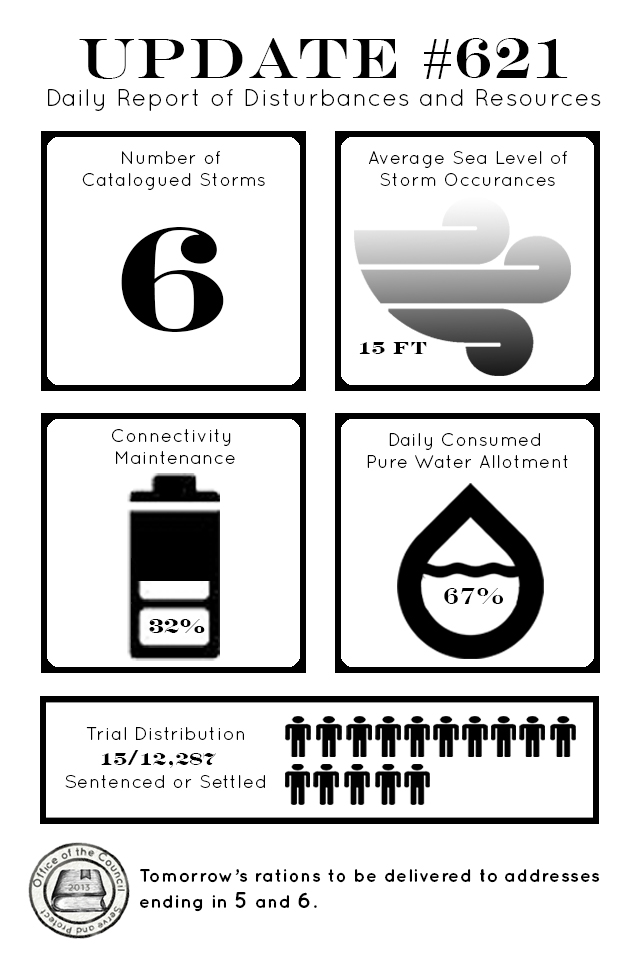 UPDATE #621
Daily Report of Disturbances and Resources
Number of
Catalogued Storms
6
Average Sea Level of
Storm Occurances
15 FT
Connectivity
Maintenance
32%
Daily Consumed
Pure Water Allotment
67%
Trial Distribution
15/12,287
Sentenced or Settled
Office of the Council
2013
Serve and Protect
Tomorrow's rations to be delivered to addresses
ending in 5 and 6.